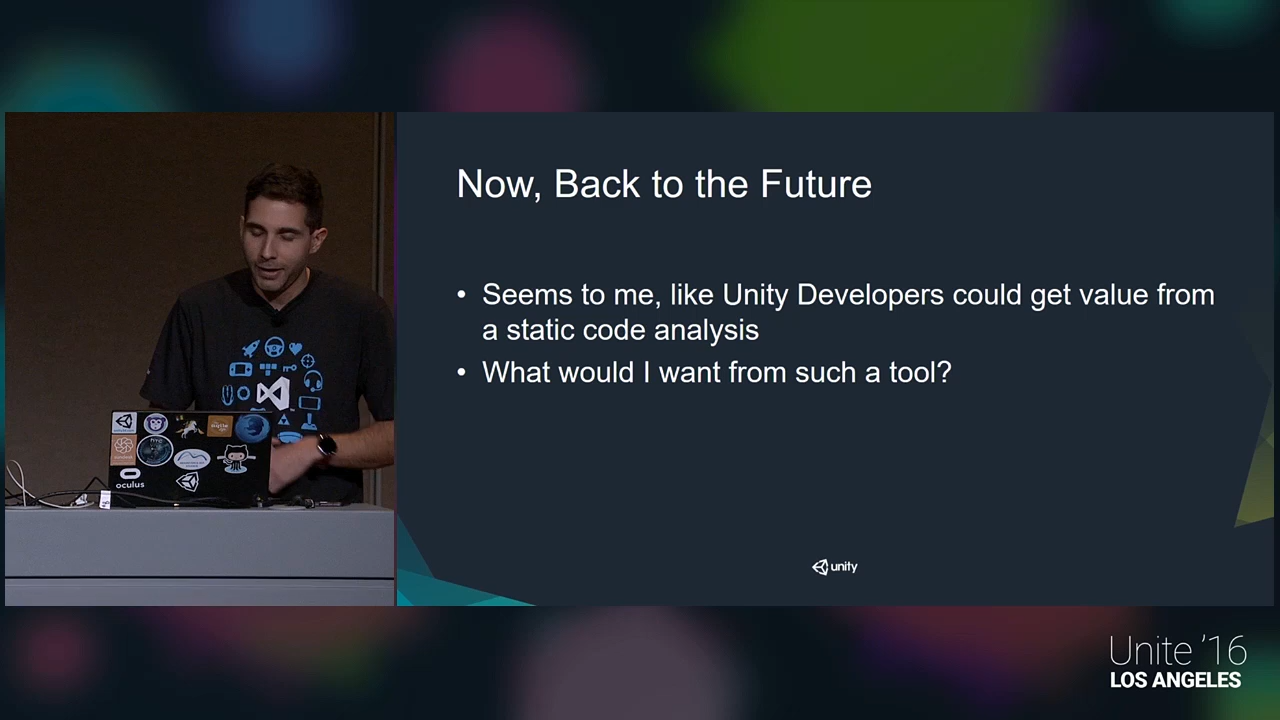 Now, Back to the Future
• Seems to me, like Unity Developers could get value from
a static code analysis
• What would I want from such a tool?
unity
oculus
Unite '16
LOS ANGELES